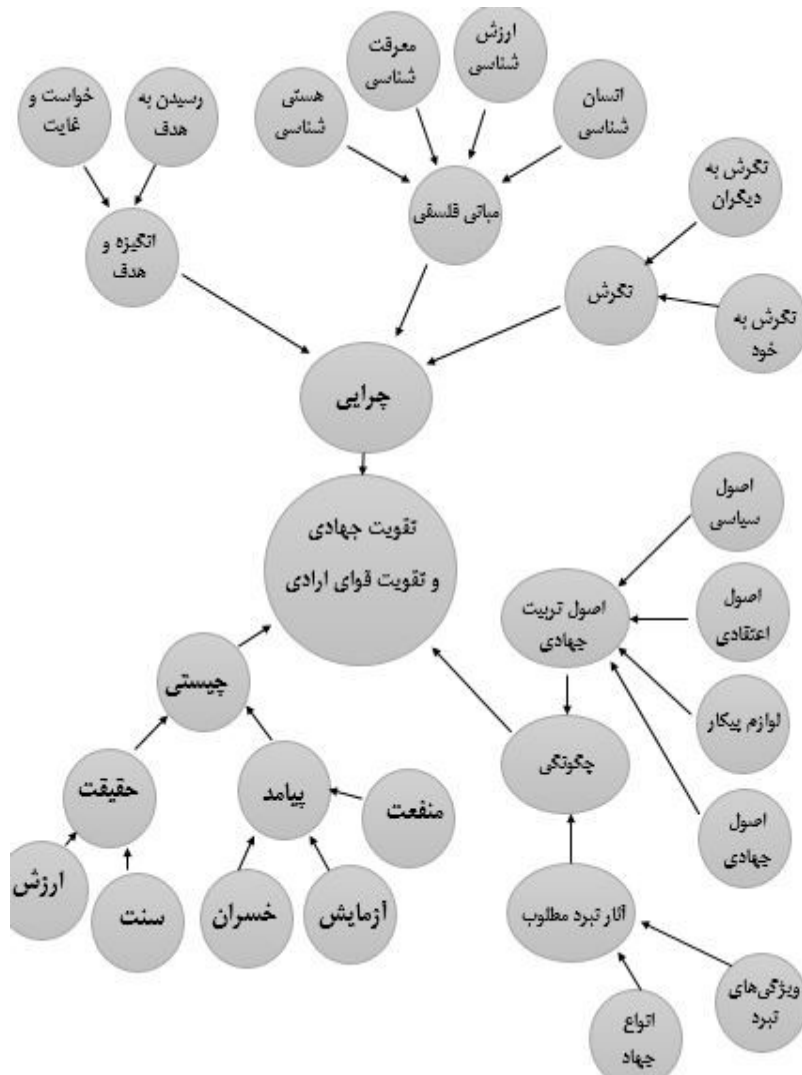 معرفت
شناسی
ارزش
شناسی
هستی
شناسی
انسان
شناسی
خواست و
غایت
رسیدن به
هدف
انگیزه و
هدف
مبانی فلسفی
نگرش به
دیگران
نگرش
نگرش به
خود
چرایی
تقویت جهادی
و تقویت قوای ارادی
اصول
سیاسی
اصول تربیت
جهادی
اصول
اعتقادی
لوازم پیکار
اصول
جهادی
چگونگی
چیستی
حقیقت
پیامد
منفعت
ارزش
سنت
خسران
آزمایش
آثار نبرد مطلوب
ویژگی‌های
نبرد
انواع
جهاد